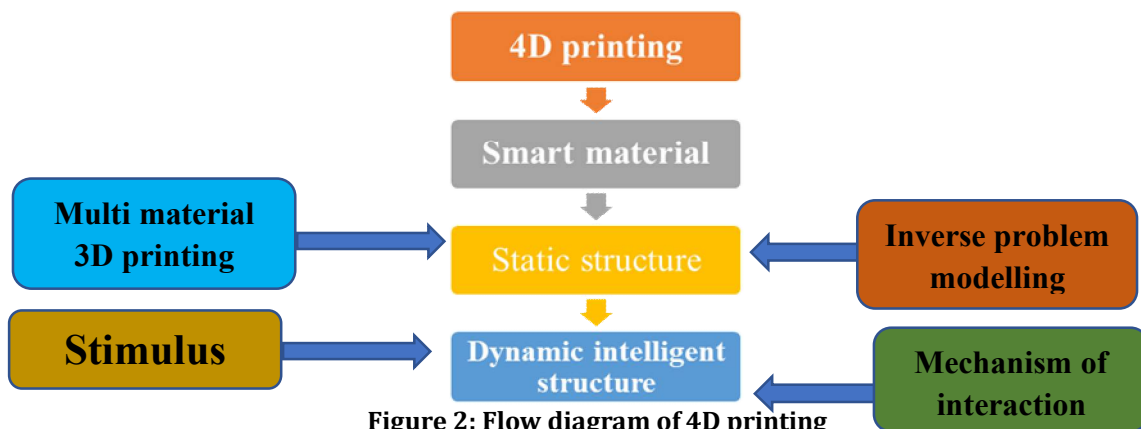 4D printing
Smart material
Multi material
3D printing
Static structure
Inverse problem
modelling
Stimulus
Dynamic intelligent
structure
Mechanism of
interaction
Figure 2: Flow diagram of 4D printing